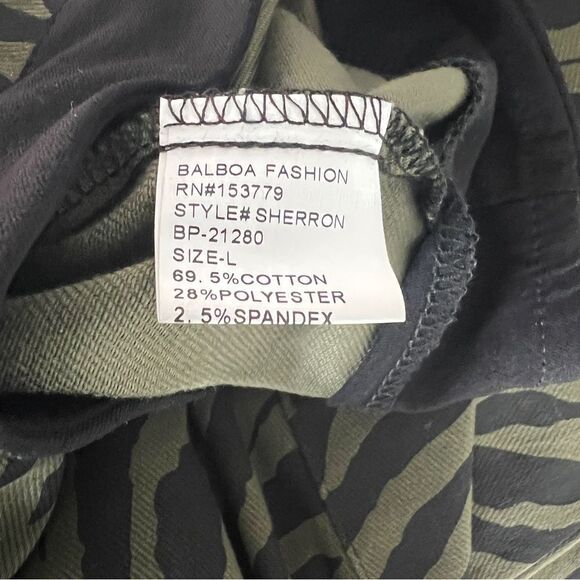 BALBOA FASHION
RN#153779
STYLE# SHERRON
BP-21280
SIZE-L
69. 5%COTTON
28%POLYESTER
2. 5%SPANDEX